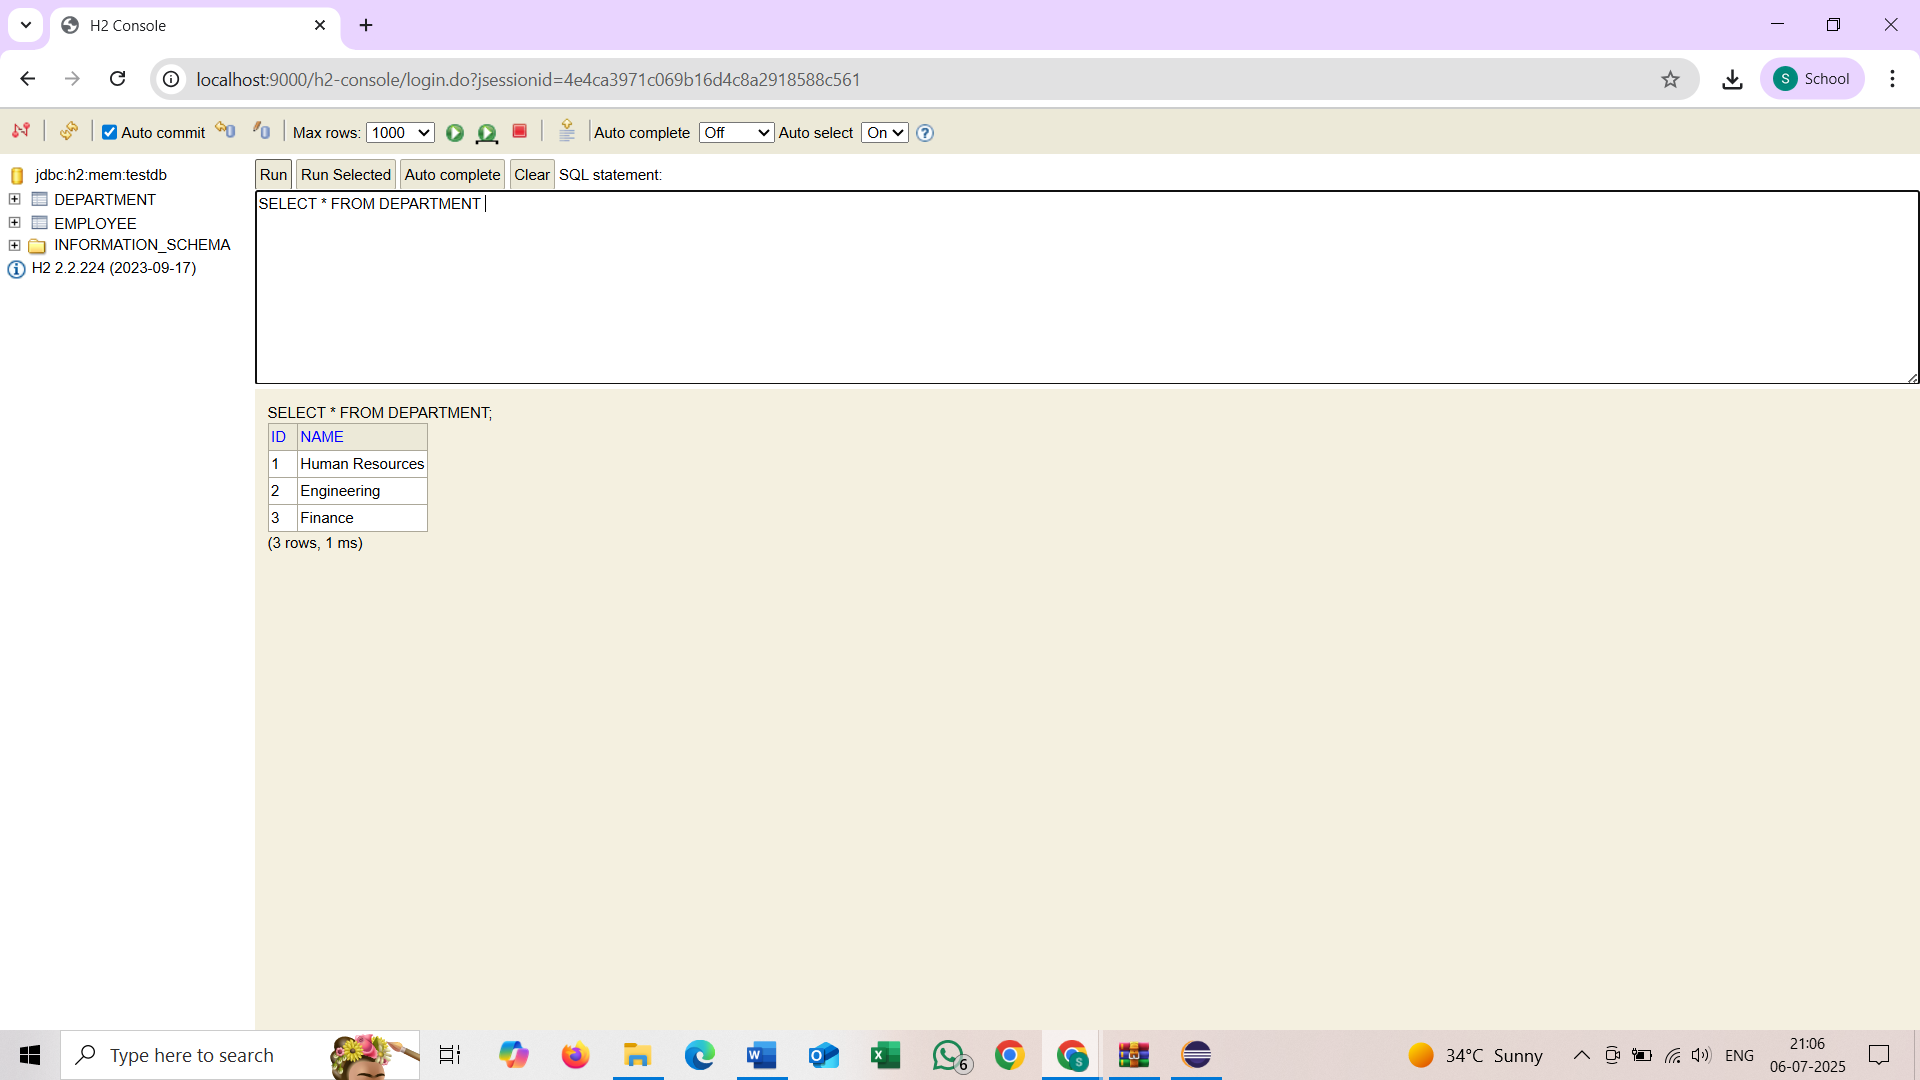 H2 Console
localhost:9000/h2-console/login.do?jsessionid=4e4ca3971c069b16d4c8a2918588c561
S School
Auto commit Max rows: 1000 Auto complete Off Auto select On ?
jdbc:h2:mem:testdb
DEPARTMENT
EMPLOYEE
INFORMATION_SCHEMA
H2 2.2.224 (2023-09-17)
Run Run Selected Auto complete Clear SQL statement:
SELECT * FROM DEPARTMENT
SELECT * FROM DEPARTMENT;
ID NAME
1 Human Resources
2 Engineering
3 Finance
(3 rows, 1 ms)
Type here to search
6
34°C Sunny
ENG
21:06
06-07-2025